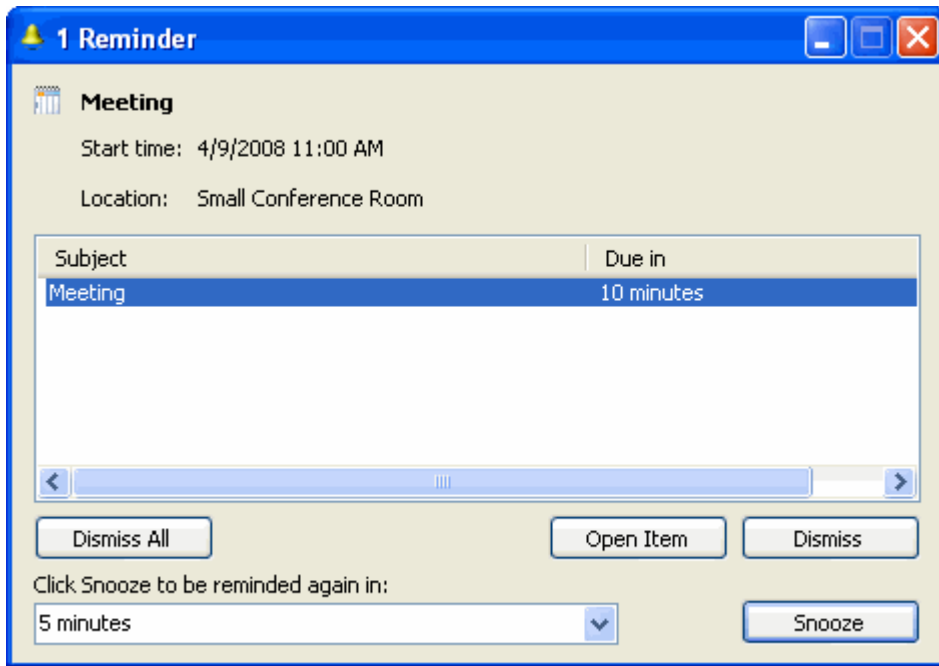 1 Reminder
Meeting
Start time: 4/9/2008 11:00 AM
Location: Small Conference Room
Subject Due in
Meeting 10 minutes
Dismiss All Open Item Dismiss
Click Snooze to be reminded again in:
5 minutes Snooze